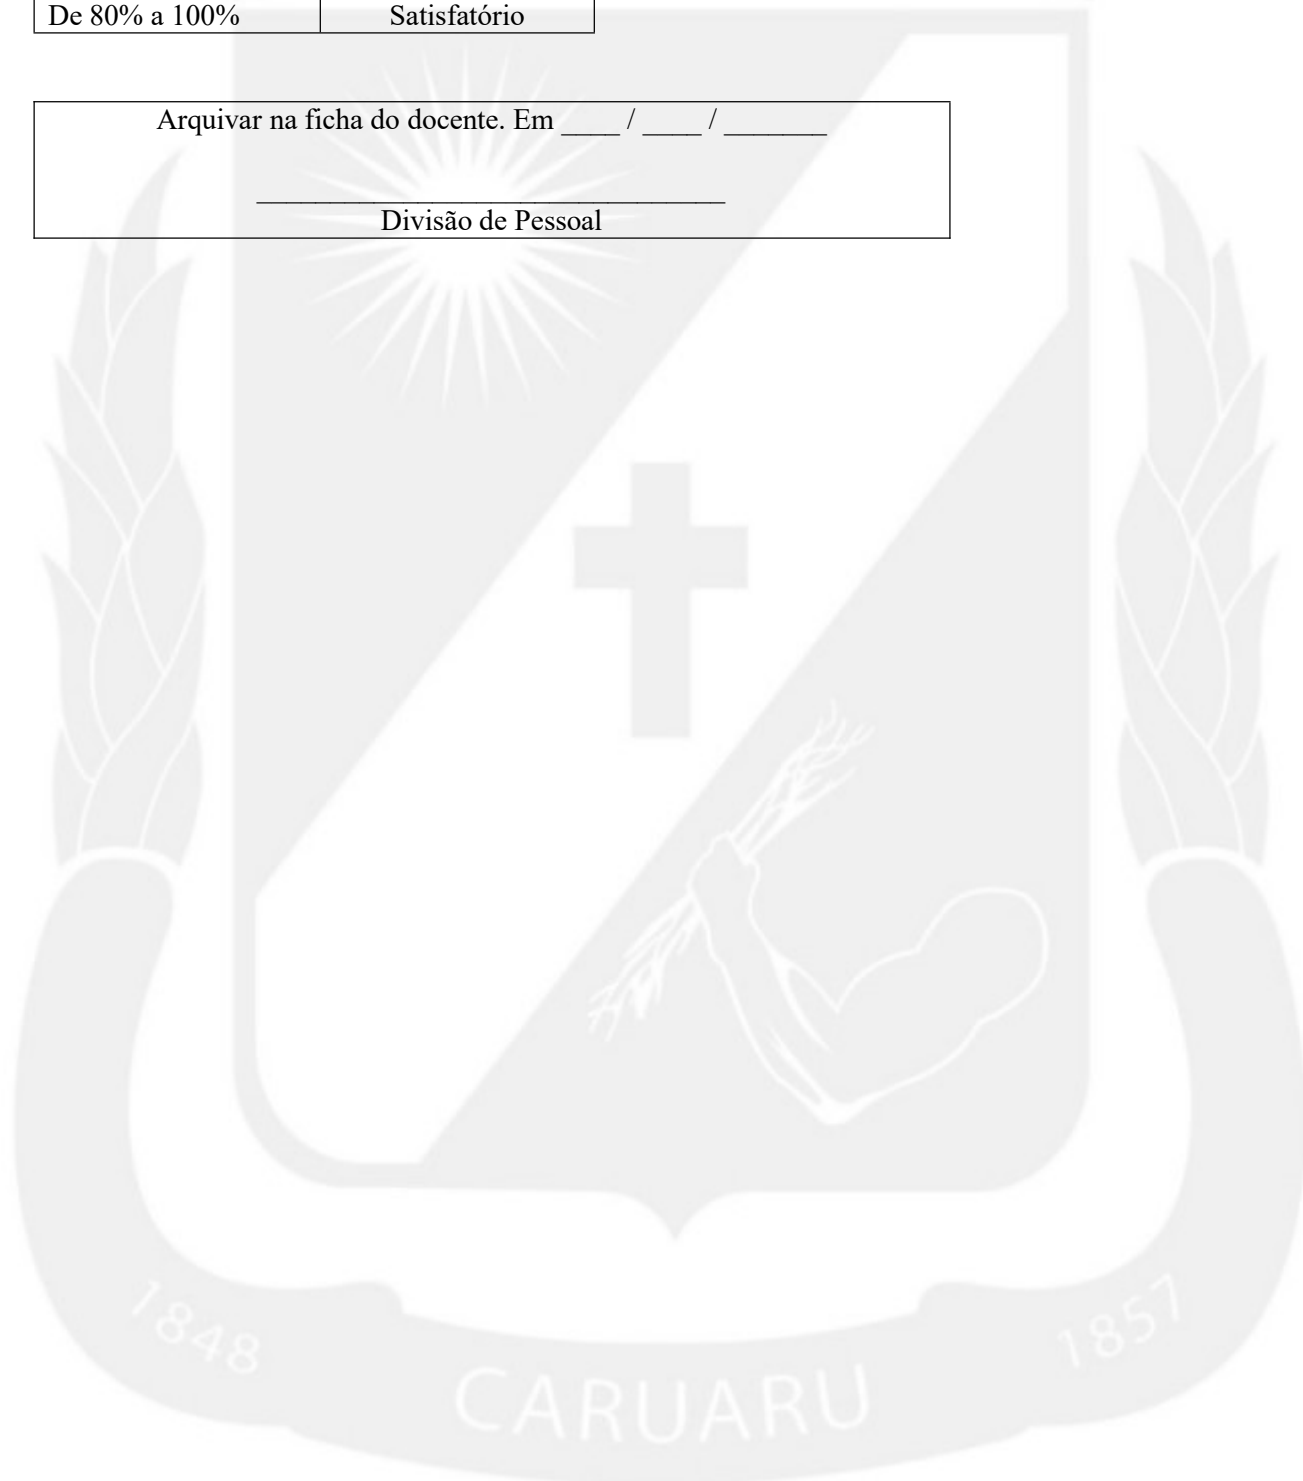 De 80% a 100% Satisfatório
Arquivar na ficha do docente. Em ____ / ____ / _______
________________________________
Divisão de Pessoal
1848 CARUARU 1857